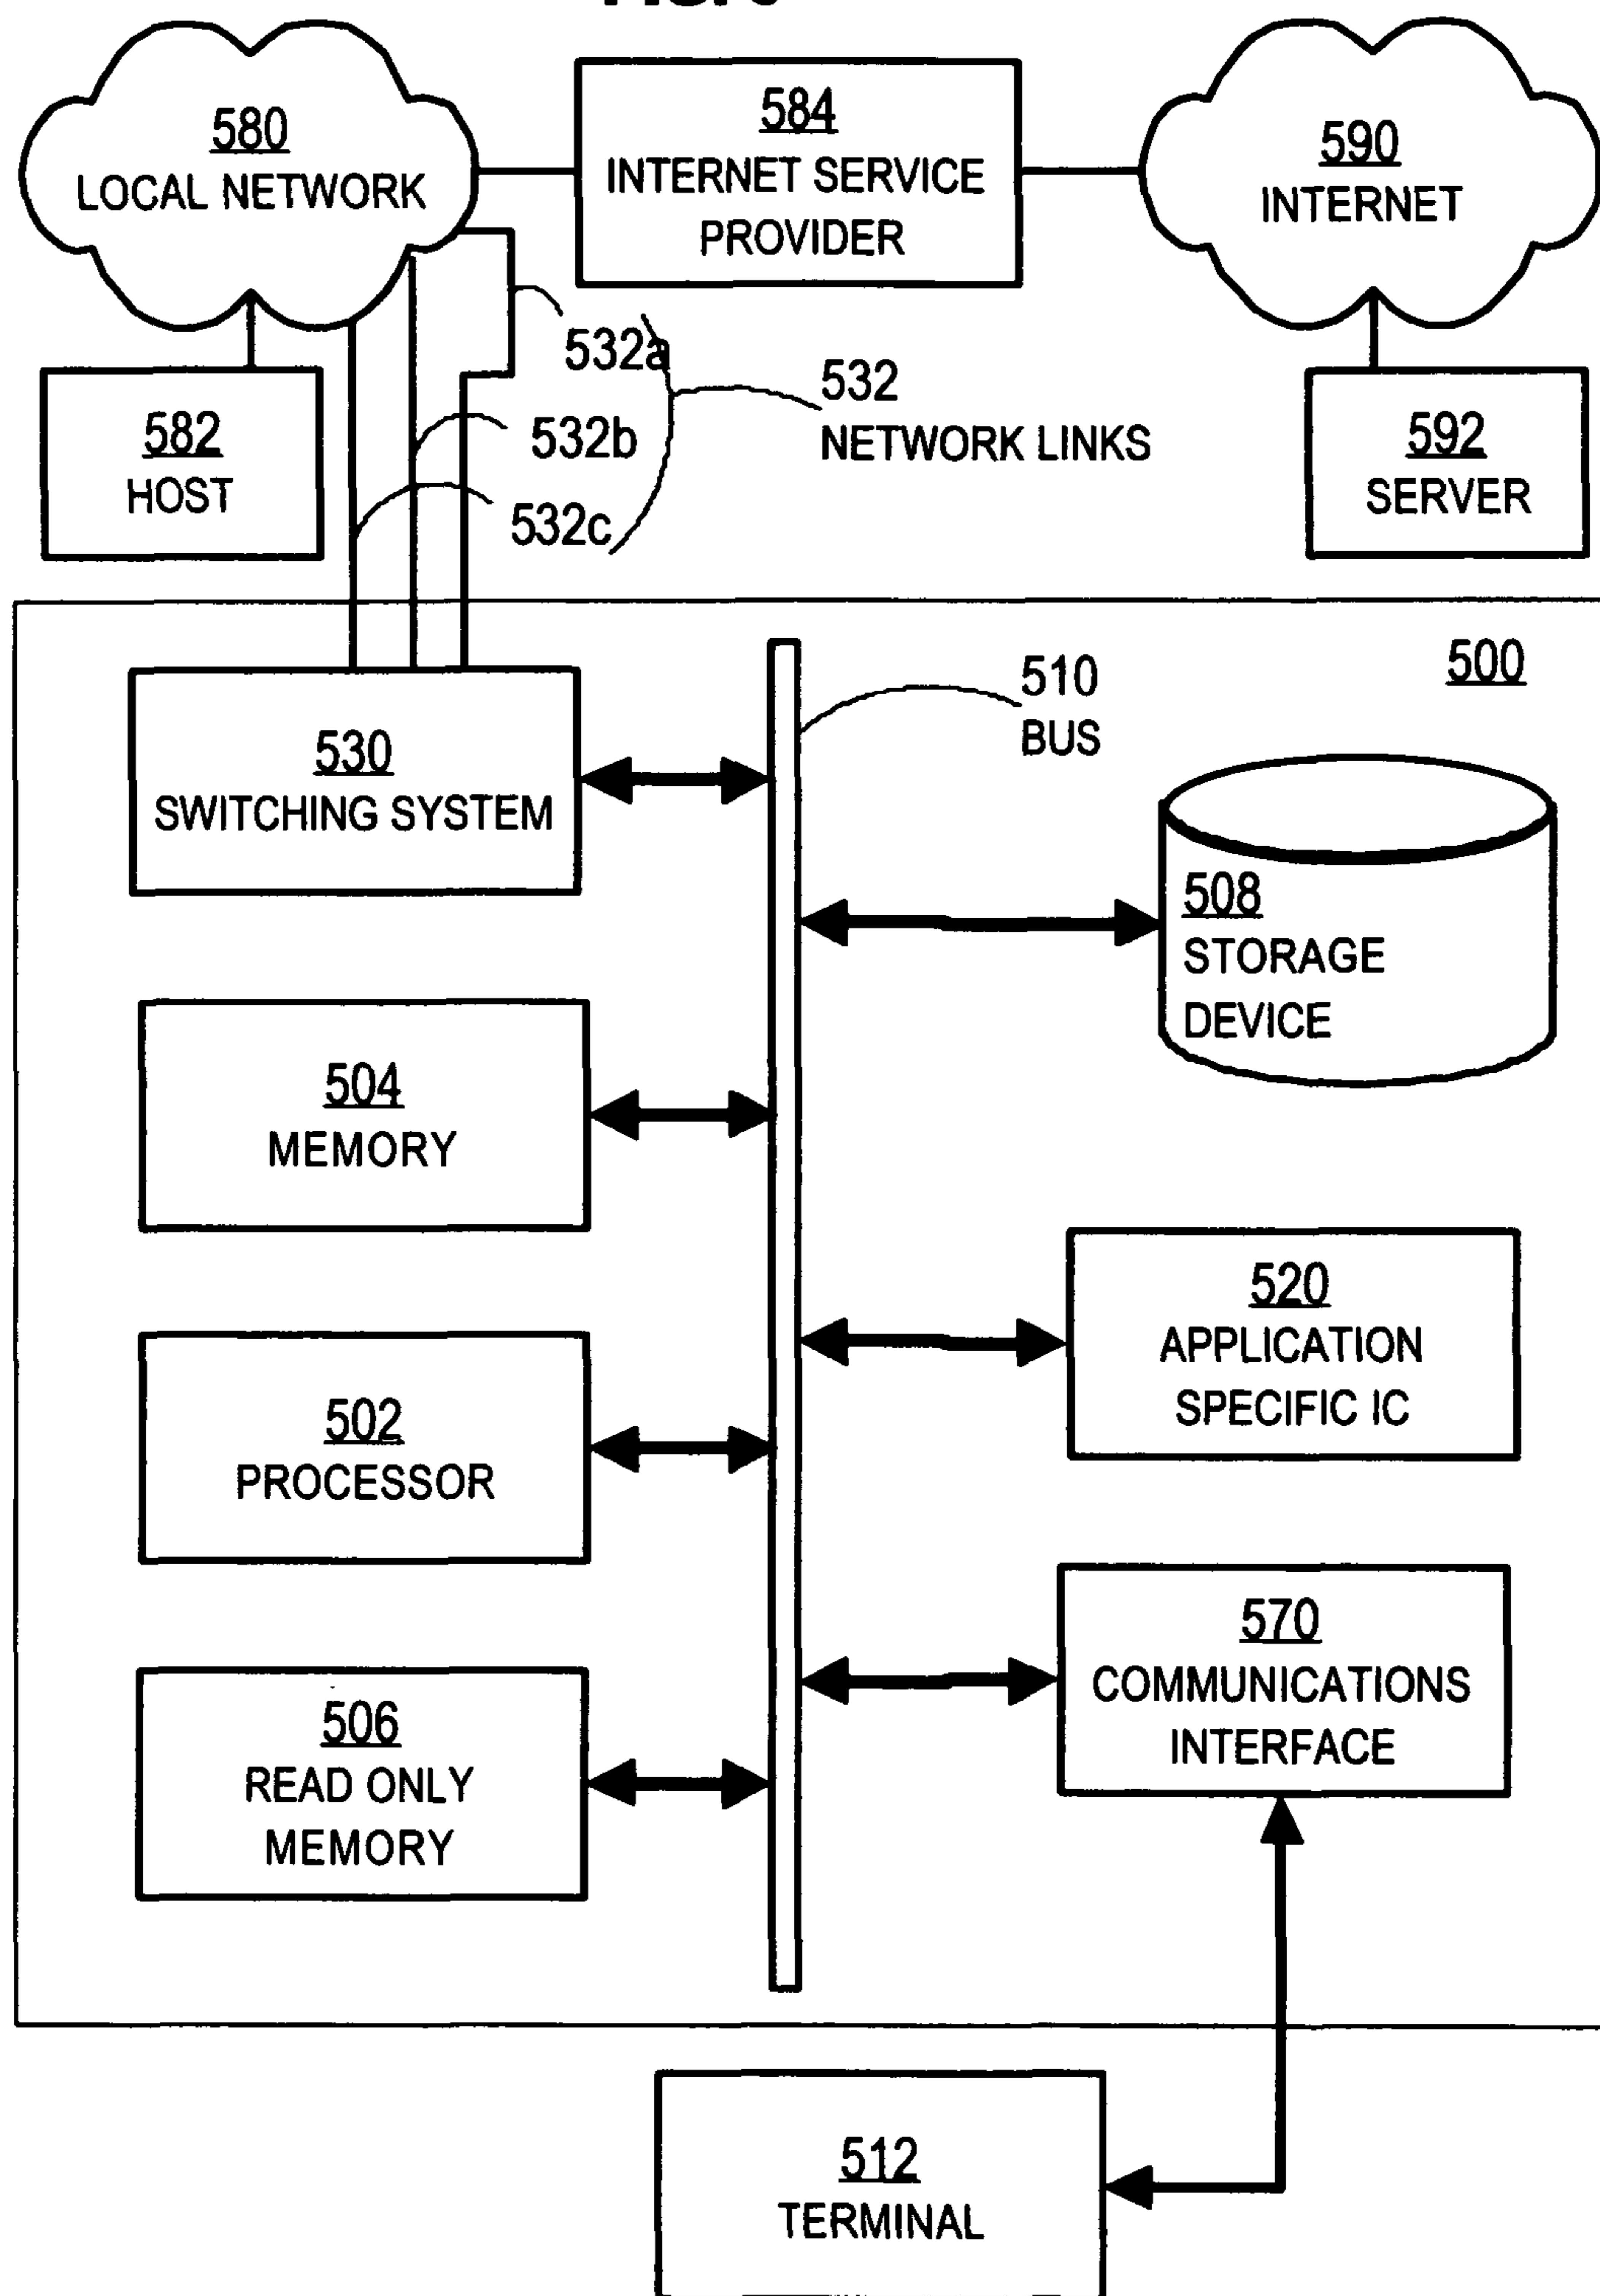 580
LOCAL NETWORK
584
INTERNET SERVICE
PROVIDER
590
INTERNET
532a
532
NETWORK LINKS
532b
532c
582
HOST
592
SERVER
500
510
BUS
530
SWITCHING SYSTEM
508
STORAGE
DEVICE
504
MEMORY
520
APPLICATION
SPECIFIC IC
502
PROCESSOR
570
COMMUNICATIONS
INTERFACE
506
READ ONLY
MEMORY
512
TERMINAL